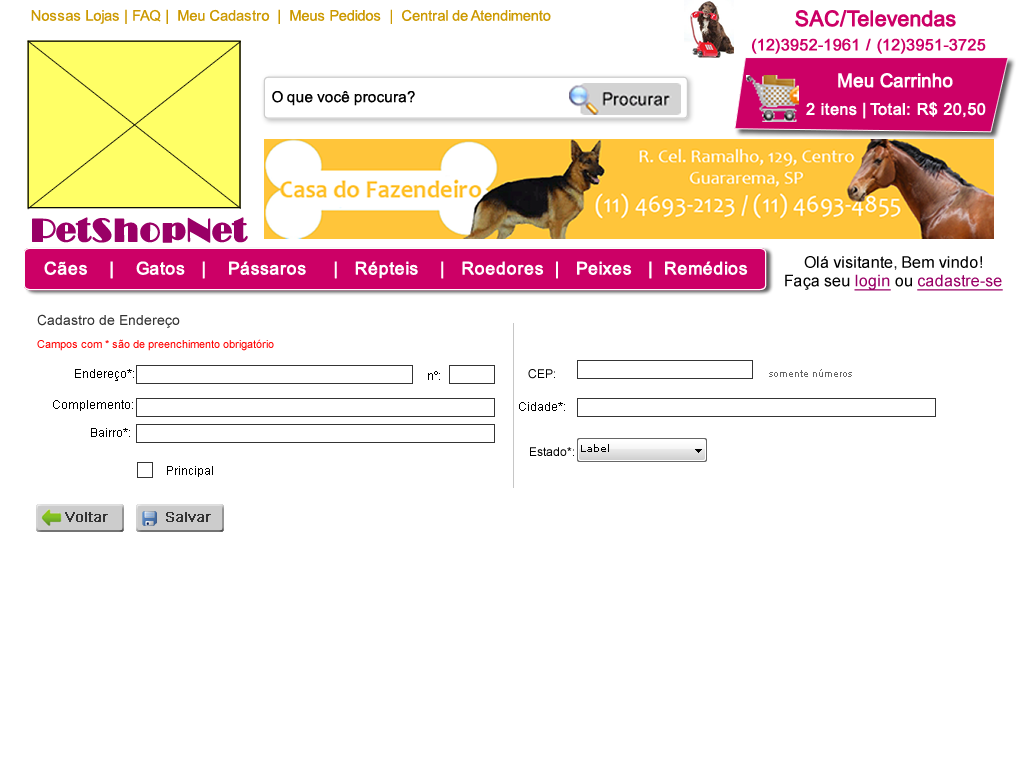 Nossas Lojas | FAQ | Meu Cadastro | Meus Pedidos | Central de Atendimento
SAC/Televendas
(12)3952-1961 / (12)3951-3725
Meu Carrinho
2 itens | Total: R$ 20,50
O que você procura?
Procurar
Casa do Fazendeiro
R. Cel. Ramalho, 129, Centro
Guararema, SP
(11) 4693-2123 / (11) 4693-4855
PetShopNet
Cães | Gatos | Pássaros | Répteis | Roedores | Peixes | Remédios
Olá visitante, Bem vindo!
Faça seu login ou cadastre-se
Cadastro de Endereço
Campos com * são de preenchimento obrigatório
Endereço*:
nº:
Complemento:
Bairro*:
Principal
CEP:
somente números
Cidade*:
Estado*:
Label
Voltar
Salvar